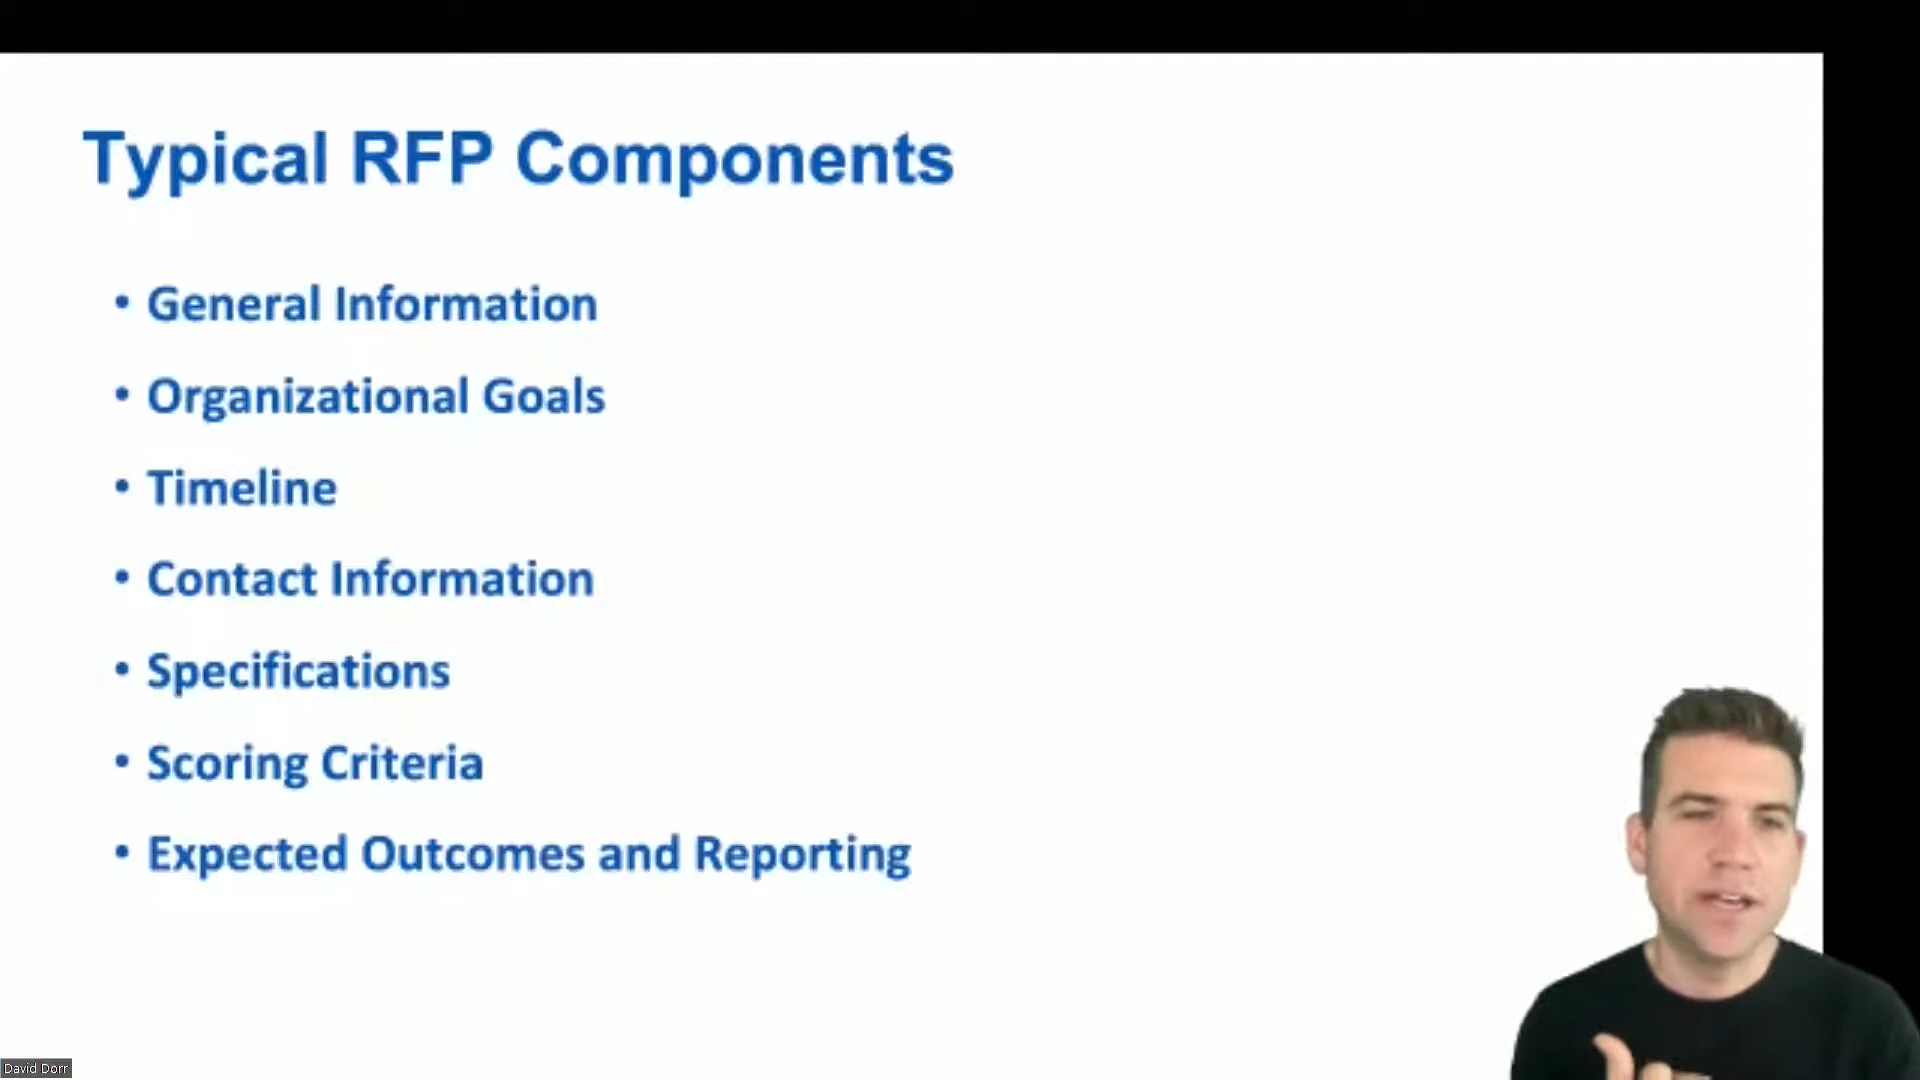 Typical RFP Components
• General Information
• Organizational Goals
• Timeline
• Contact Information
• Specifications
• Scoring Criteria
• Expected Outcomes and Reporting
David Dorr